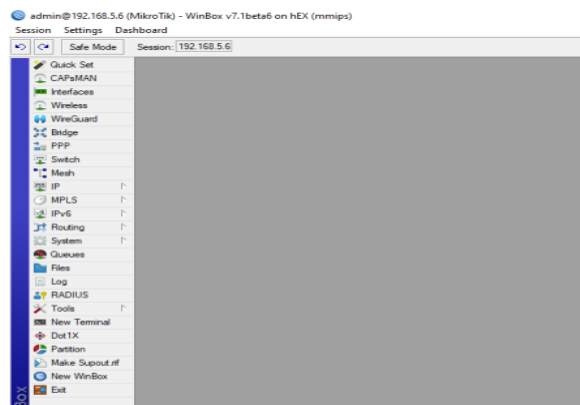 admin@192.168.5.6 (MikroTik) - WinBox v7.1beta6 on hEX (mmips)
Session Settings Dashboard
Safe Mode Session: 192.168.5.6
Quick Set
CAPsMAN
Interfaces
Wireless
WireGuard
Bridge
PPP
Switch
Mesh
IP
MPLS
IPv6
Routing
System
Queues
Files
Log
RADIUS
Tools
New Terminal
Dot1X
Partition
Make Supout.rif
New WinBox
Exit
Box